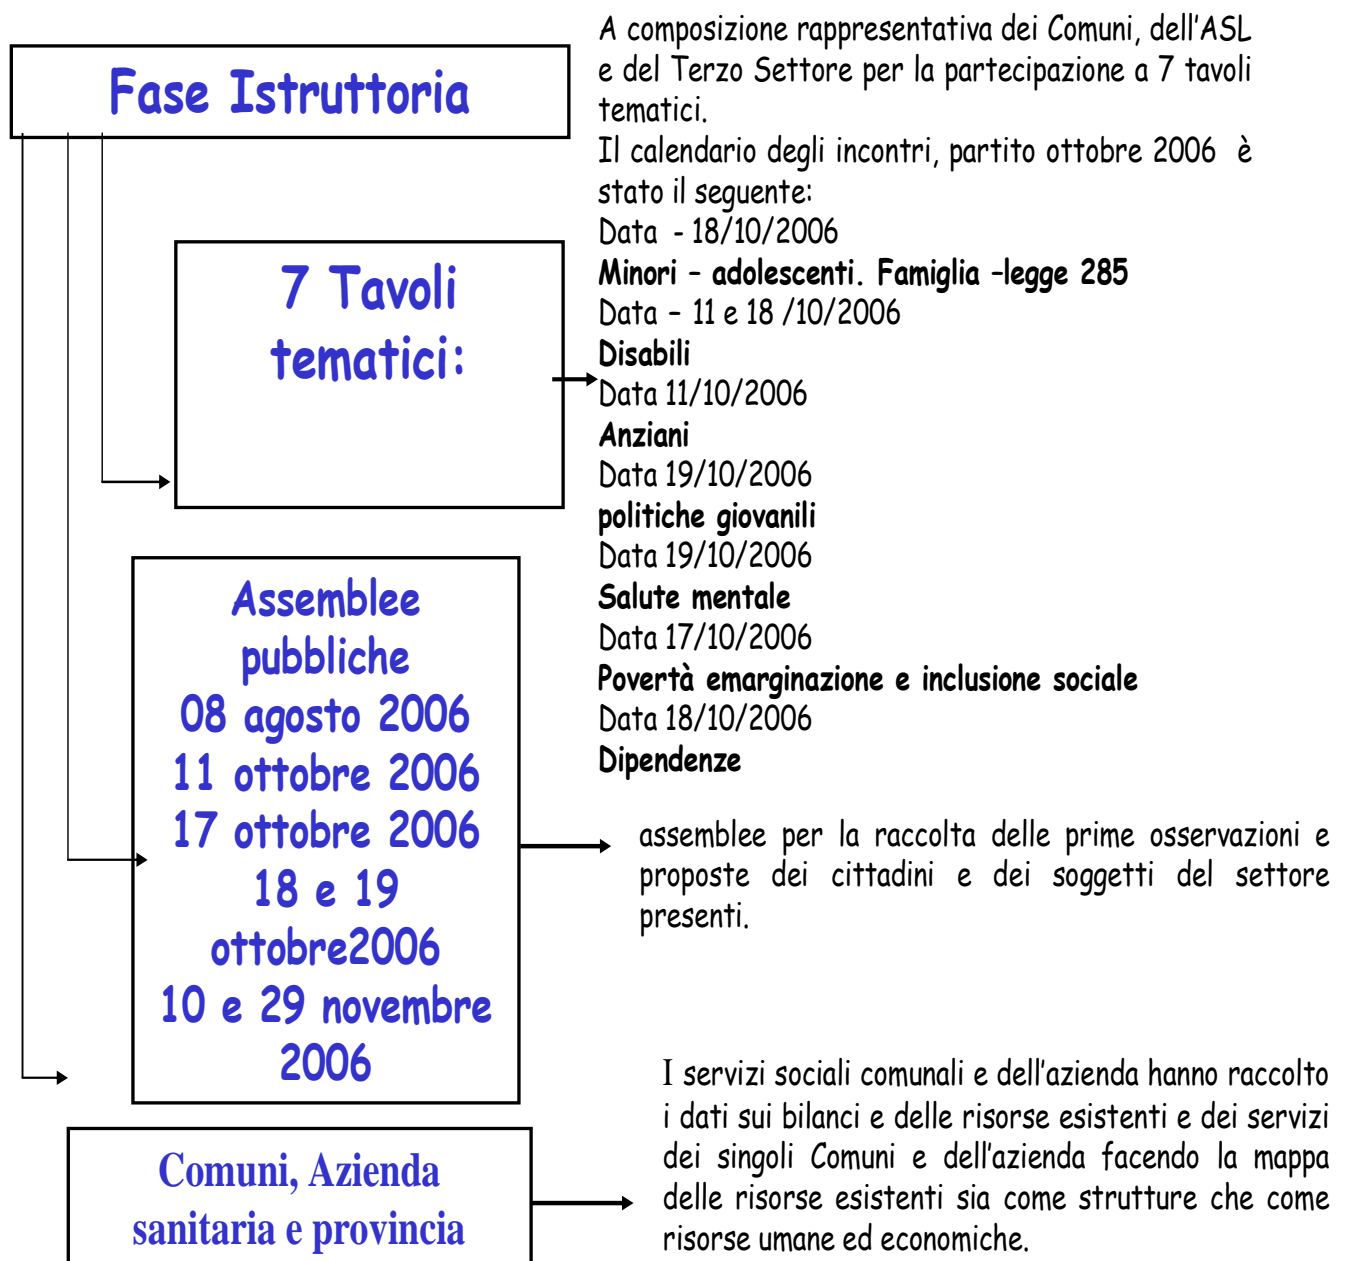 Fase Istruttoria
A composizione rappresentativa dei Comuni, dell'ASL
e del Terzo Settore per la partecipazione a 7 tavoli
tematici.
Il calendario degli incontri, partito ottobre 2006 è
stato il seguente:
Data - 18/10/2006
Minori – adolescenti. Famiglia –legge 285
Data – 11 e 18 /10/2006
Disabili
Data 11/10/2006
Anziani
Data 19/10/2006
politiche giovanili
Data 19/10/2006
Salute mentale
Data 17/10/2006
Povertà emarginazione e inclusione sociale
Data 18/10/2006
Dipendenze
7 Tavoli
tematici:
Assemblee
pubbliche
08 agosto 2006
11 ottobre 2006
17 ottobre 2006
18 e 19
ottobre2006
10 e 29 novembre
2006
assemblee per la raccolta delle prime osservazioni e
proposte dei cittadini e dei soggetti del settore
presenti.
Comuni, Azienda
sanitaria e provincia
I servizi sociali comunali e dell'azienda hanno raccolto
i dati sui bilanci e delle risorse esistenti e dei servizi
dei singoli Comuni e dell'azienda facendo la mappa
delle risorse esistenti sia come strutture che come
risorse umane ed economiche.